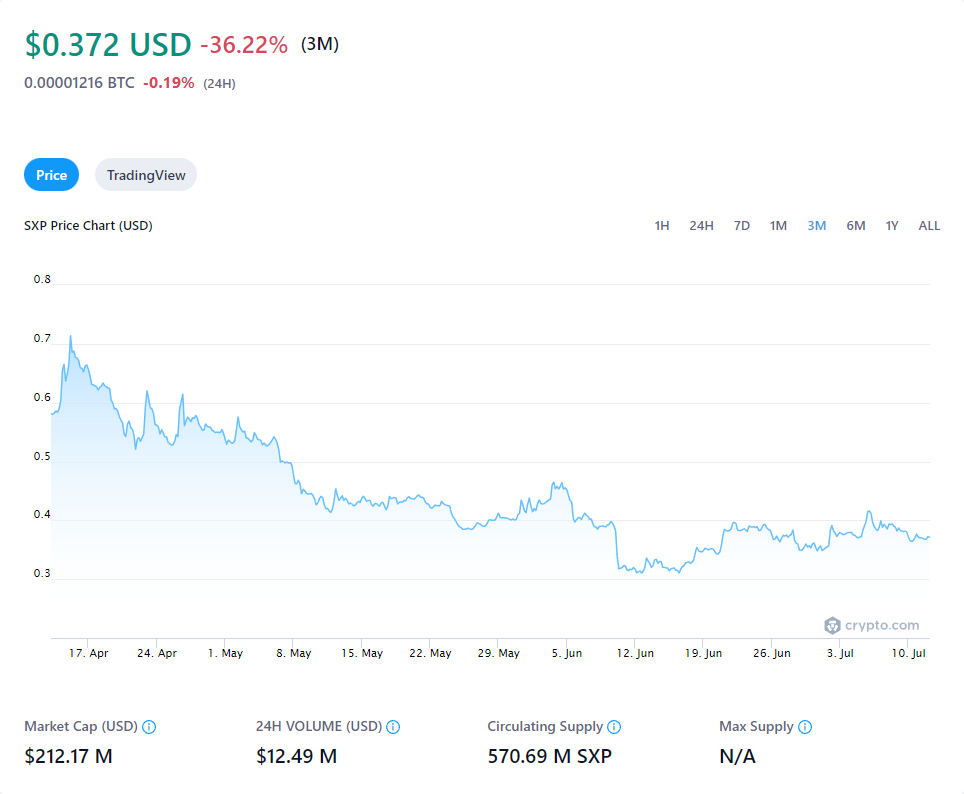 $0.372 USD -36.22% (3M)
0.00001216 BTC -0.19% (24H)
Price TradingView
SXP Price Chart (USD) 1H 24H 7D 1M 3M 6M 1Y ALL
0.8
0.7
0.6
0.5
0.4
0.3
crypto.com
17. Apr 24. Apr 1. May 8. May 15. May 22. May 29. May 5. Jun 12. Jun 19. Jun 26. Jun 3. Jul 10. Jul
Market Cap (USD) 24H VOLUME (USD) Circulating Supply Max Supply
$212.17 M $12.49 M 570.69 M SXP N/A